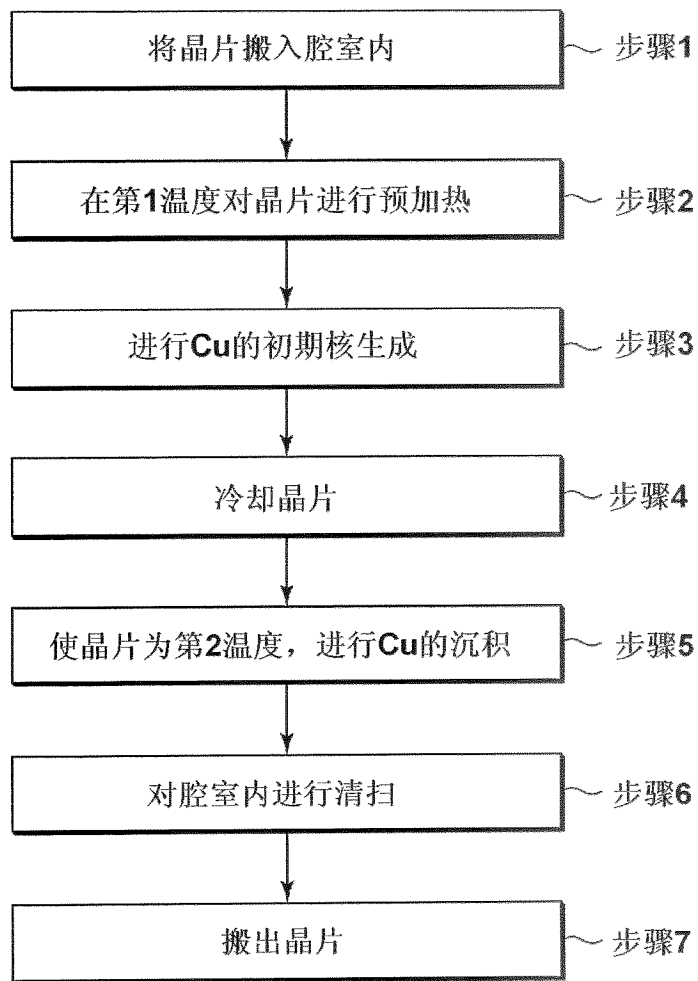 将晶片搬入腔室内 步骤1
在第1温度对晶片进行预加热 步骤2
进行Cu的初期核生成 步骤3
冷却晶片 步骤4
使晶片为第2温度，进行Cu的沉积 步骤5
对腔室内进行清扫 步骤6
搬出晶片 步骤7